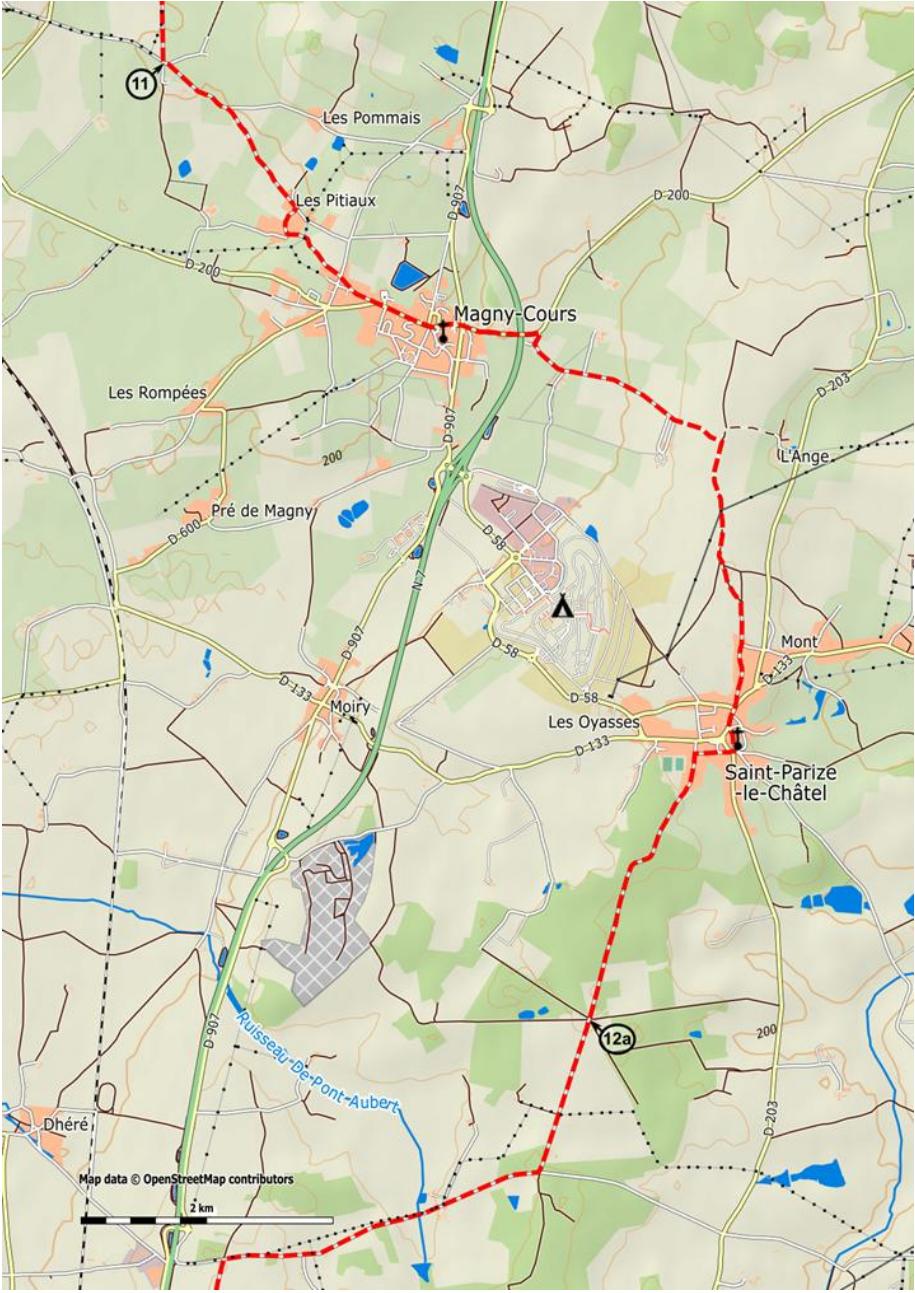 11
Les Pommais
D 200
Les Pitiaux
D-907
D 200
Magny-Cours
D-203
Les Rompées
D-907
L'Ange
200
Pré de Magny
D-600
D-58
N 7
D-907
Mont
D-58
D-133
D-133
D-58
Moiry
Les Oyasses
D-133
Saint-Parize
-le-Châtel
D-907
Ruisseau-De-Pont-Aubert
12a
200
D-203
Dhéré
Map data © OpenStreetMap contributors
2 km